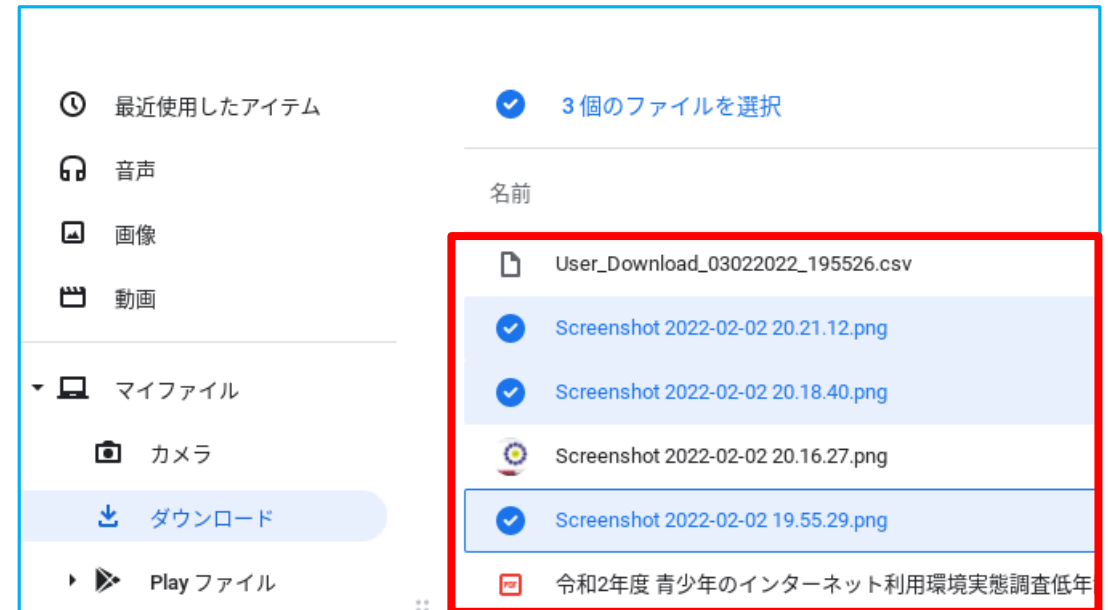 最近使用したアイテム
音声
画像
動画
マイファイル
カメラ
ダウンロード
Play ファイル
3 個のファイルを選択
名前
User_Download_03022022_195526.csv
Screenshot 2022-02-02 20.21.12.png
Screenshot 2022-02-02 20.18.40.png
Screenshot 2022-02-02 20.16.27.png
Screenshot 2022-02-02 19.55.29.png
PDF
令和2年度 青少年のインターネット利用環境実態調査低年